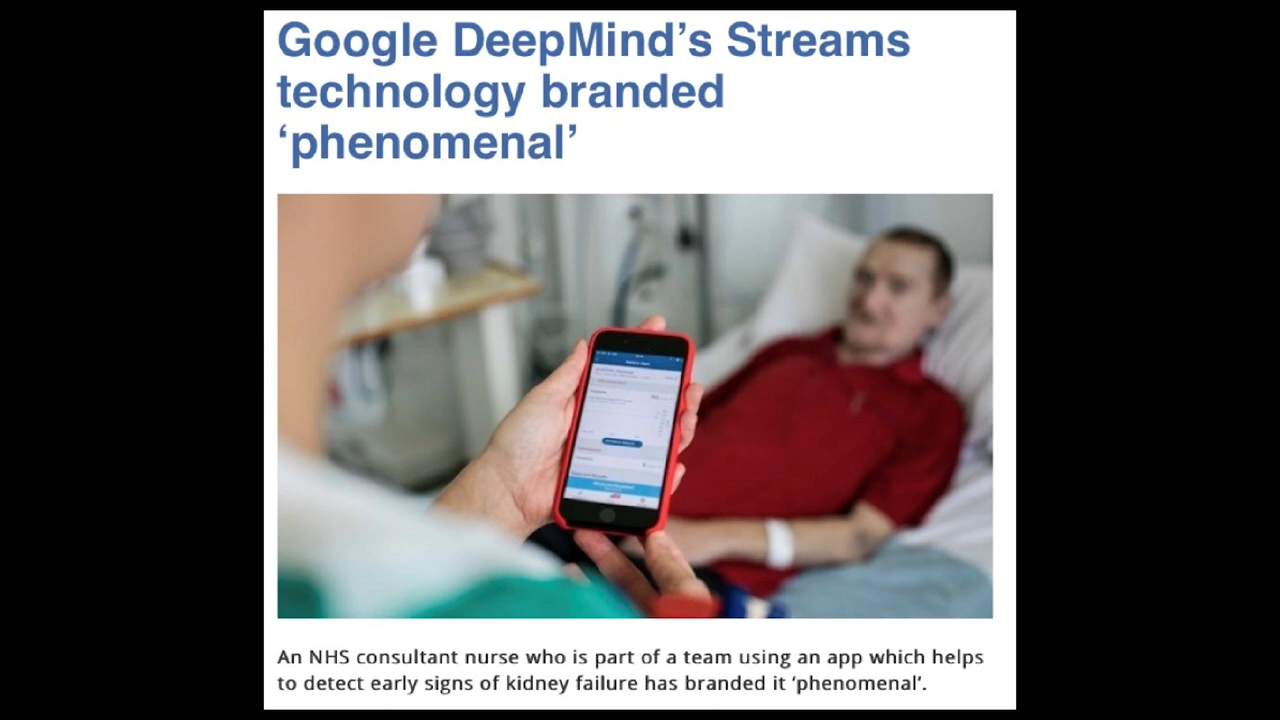 Google DeepMind’s Streams
technology branded
‘phenomenal’
An NHS consultant nurse who is part of a team using an app which helps
to detect early signs of kidney failure has branded it ‘phenomenal’.